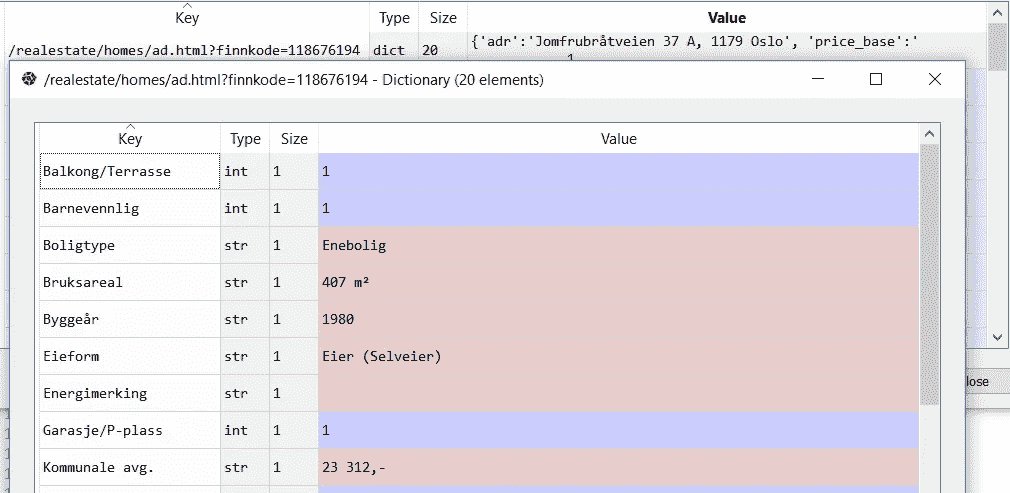 Key Type Size Value
/realestate/homes/ad.html?finnkode=118676194 dict 20 {'adr':'Jomfrubråtveien 37 A, 1179 Oslo', 'price_base':'
/realestate/homes/ad.html?finnkode=118676194 - Dictionary (20 elements)
Key Type Size Value
Balkong/Terrasse int 1 1
Barnevennlig int 1 1
Boligtype str 1 Enebolig
Bruksareal str 1 407 m²
Byggeår str 1 1980
Eieform str 1 Eier (Selveier)
Energimerking str 1
lose
Garasje/P-plass int 1 1
Kommunale avg. str 1 23 312,-